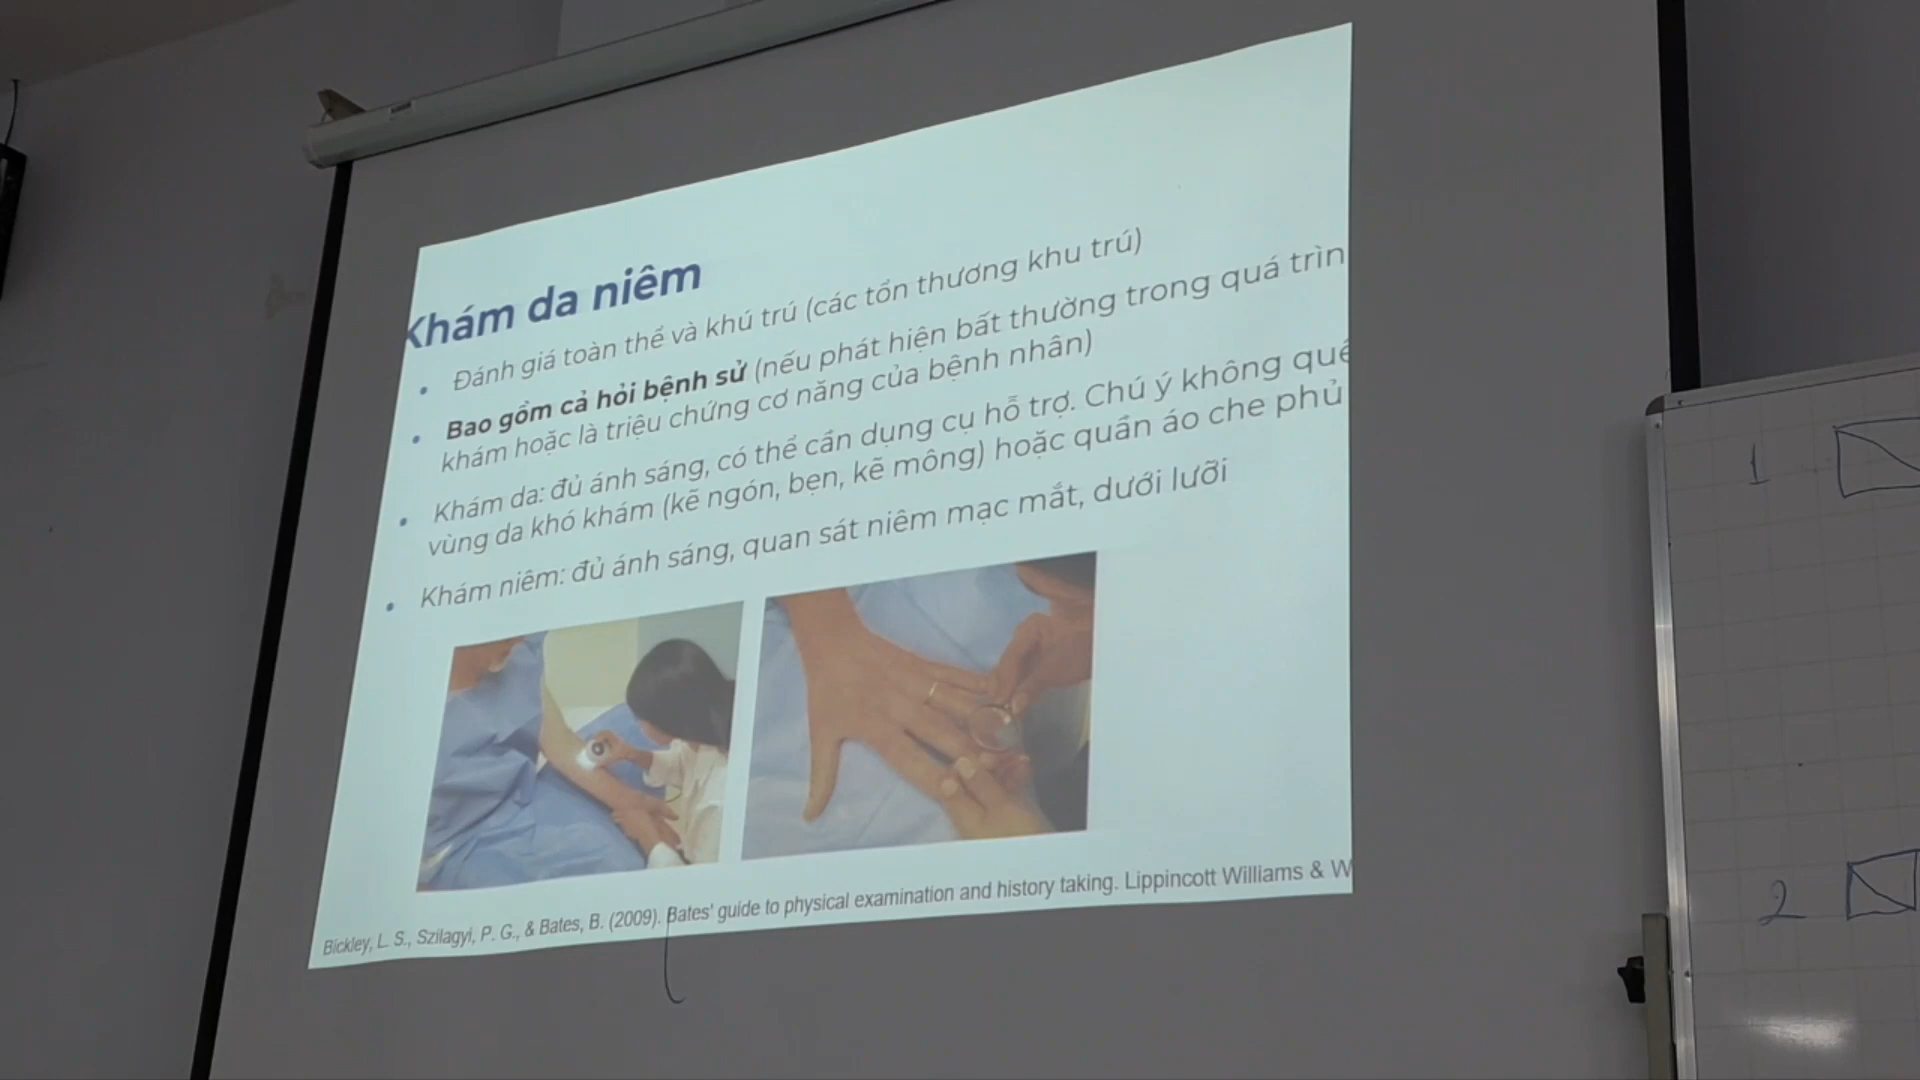 Khám da niêm
• Đánh giá toàn thể và khú trú (các tổn thương khu trú)
• Bao gồm cả hỏi bệnh sử (nếu phát hiện bất thường trong quá trìn
khám hoặc là triệu chứng cơ năng của bệnh nhân)
• Khám da: đủ ánh sáng, có thể cần dụng cụ hỗ trợ. Chú ý không quê
vùng da khó khám (kẽ ngón, bẹn, kẽ mông) hoặc quần áo che phủ
• Khám niêm: đủ ánh sáng, quan sát niêm mạc mắt, dưới lưỡi
Bickley, L. S., Szilagyi, P. G., & Bates, B. (2009). Bates' guide to physical examination and history taking. Lippincott Williams & W
1
2